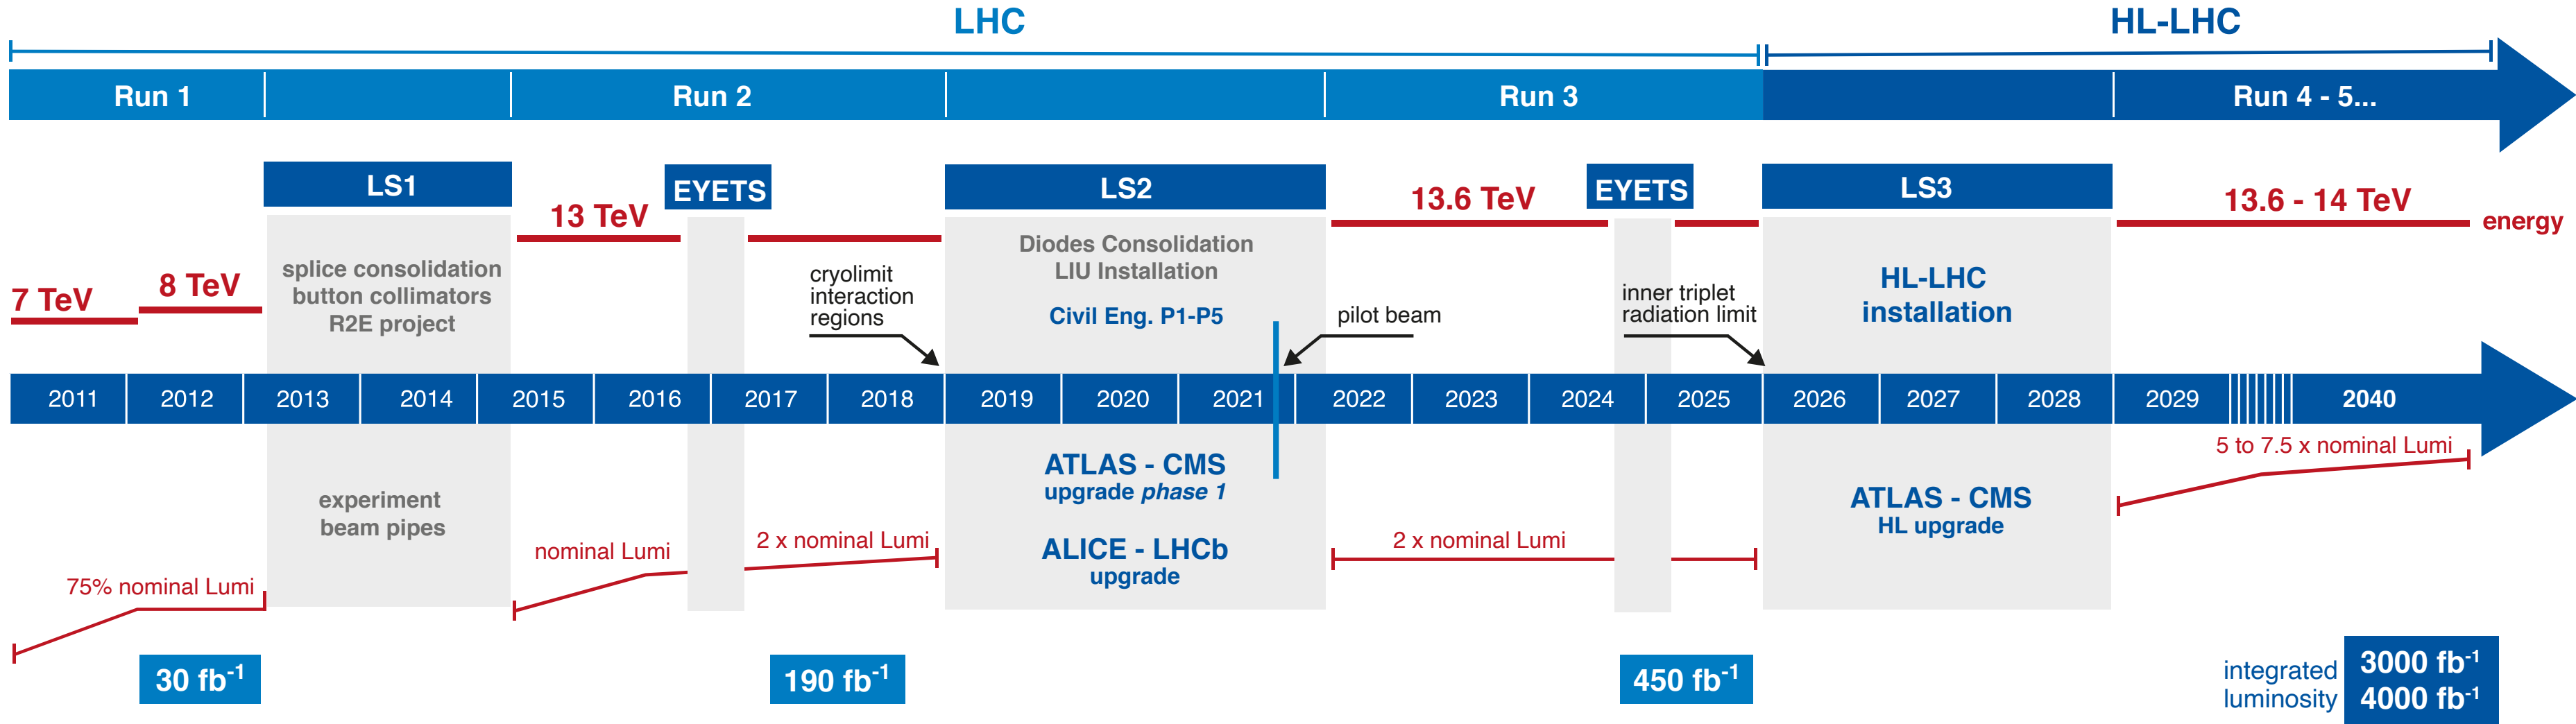 LHC
HL-LHC
Run 1
Run 2
Run 3
Run 4 - 5...
LS1
EYETS
LS2
EYETS
LS3
13 TeV
13.6 TeV
13.6 - 14 TeV
energy
7 TeV
8 TeV
splice consolidation
button collimators
R2E project
cryolimit
interaction
regions
Diodes Consolidation
LIU Installation
Civil Eng. P1-P5
pilot beam
inner triplet
radiation limit
HL-LHC
installation
2011
2012
2013
2014
2015
2016
2017
2018
2019
2020
2021
2022
2023
2024
2025
2026
2027
2028
2029
2040
5 to 7.5 x nominal Lumi
experiment
beam pipes
ATLAS - CMS
upgrade phase 1
ALICE - LHCb
upgrade
ATLAS - CMS
HL upgrade
75% nominal Lumi
nominal Lumi
2 x nominal Lumi
2 x nominal Lumi
30 fb⁻¹
190 fb⁻¹
450 fb⁻¹
integrated
luminosity
3000 fb⁻¹
4000 fb⁻¹